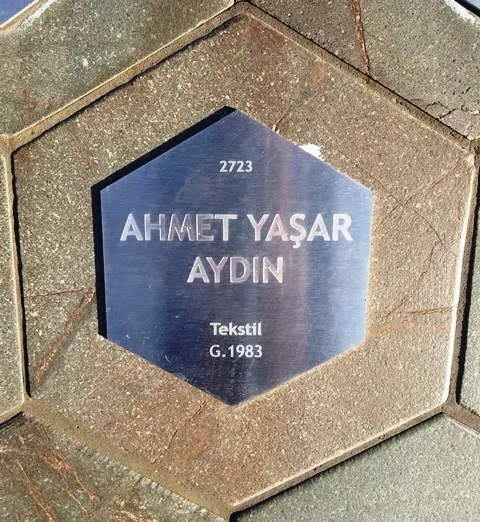 2723
AHMET YAŞAR
AYDIN
Tekstil
G.1983